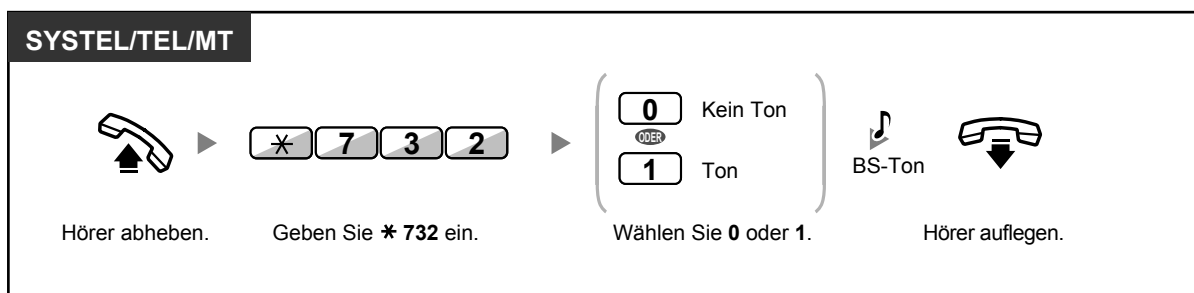 SYSTEL/TEL/MT
✳ 7 3 2
0 Kein Ton
ODER
1 Ton
BS-Ton
Hörer abheben.
Geben Sie ✳ 732 ein.
Wählen Sie 0 oder 1.
Hörer auflegen.